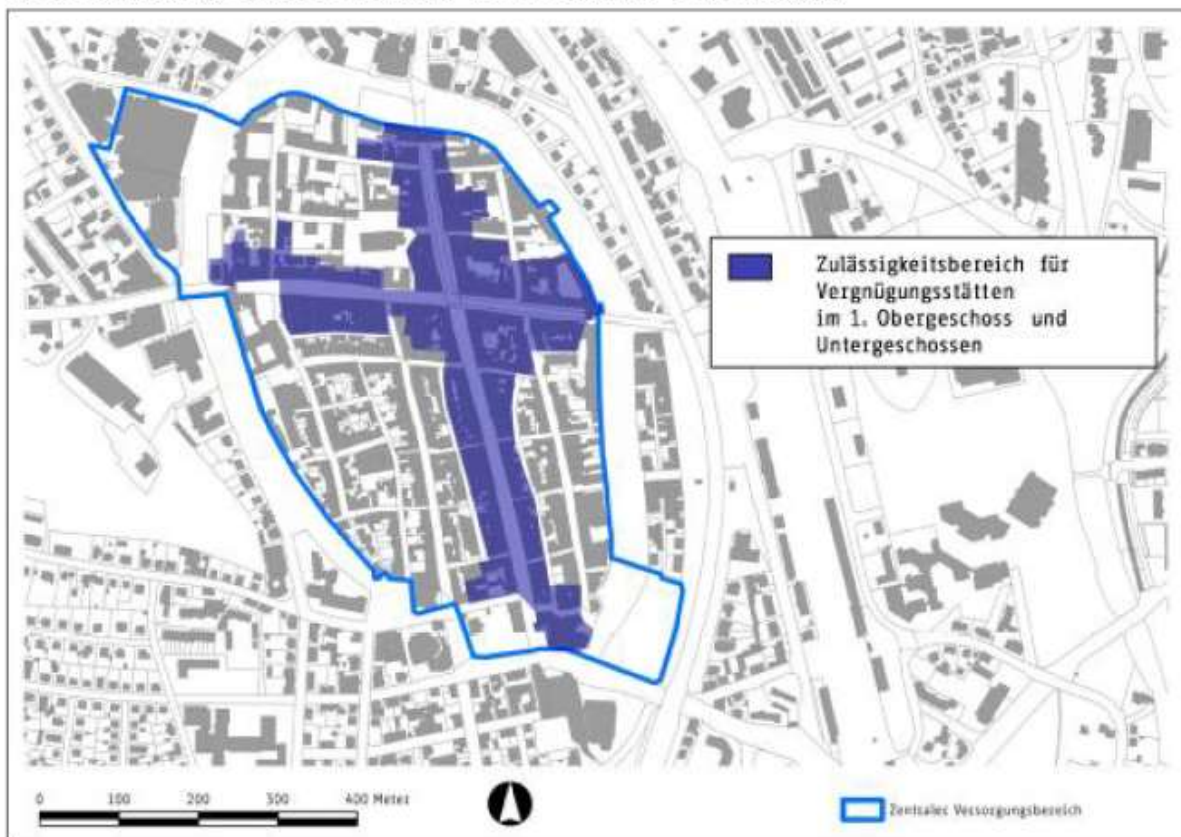 Zulässigkeitsbereich für
Vergnügungsstätten
im 1. Obergeschoss und
Untergeschossen
0 100 200 300 400 Meter
Zentraler Versorgungsbereich